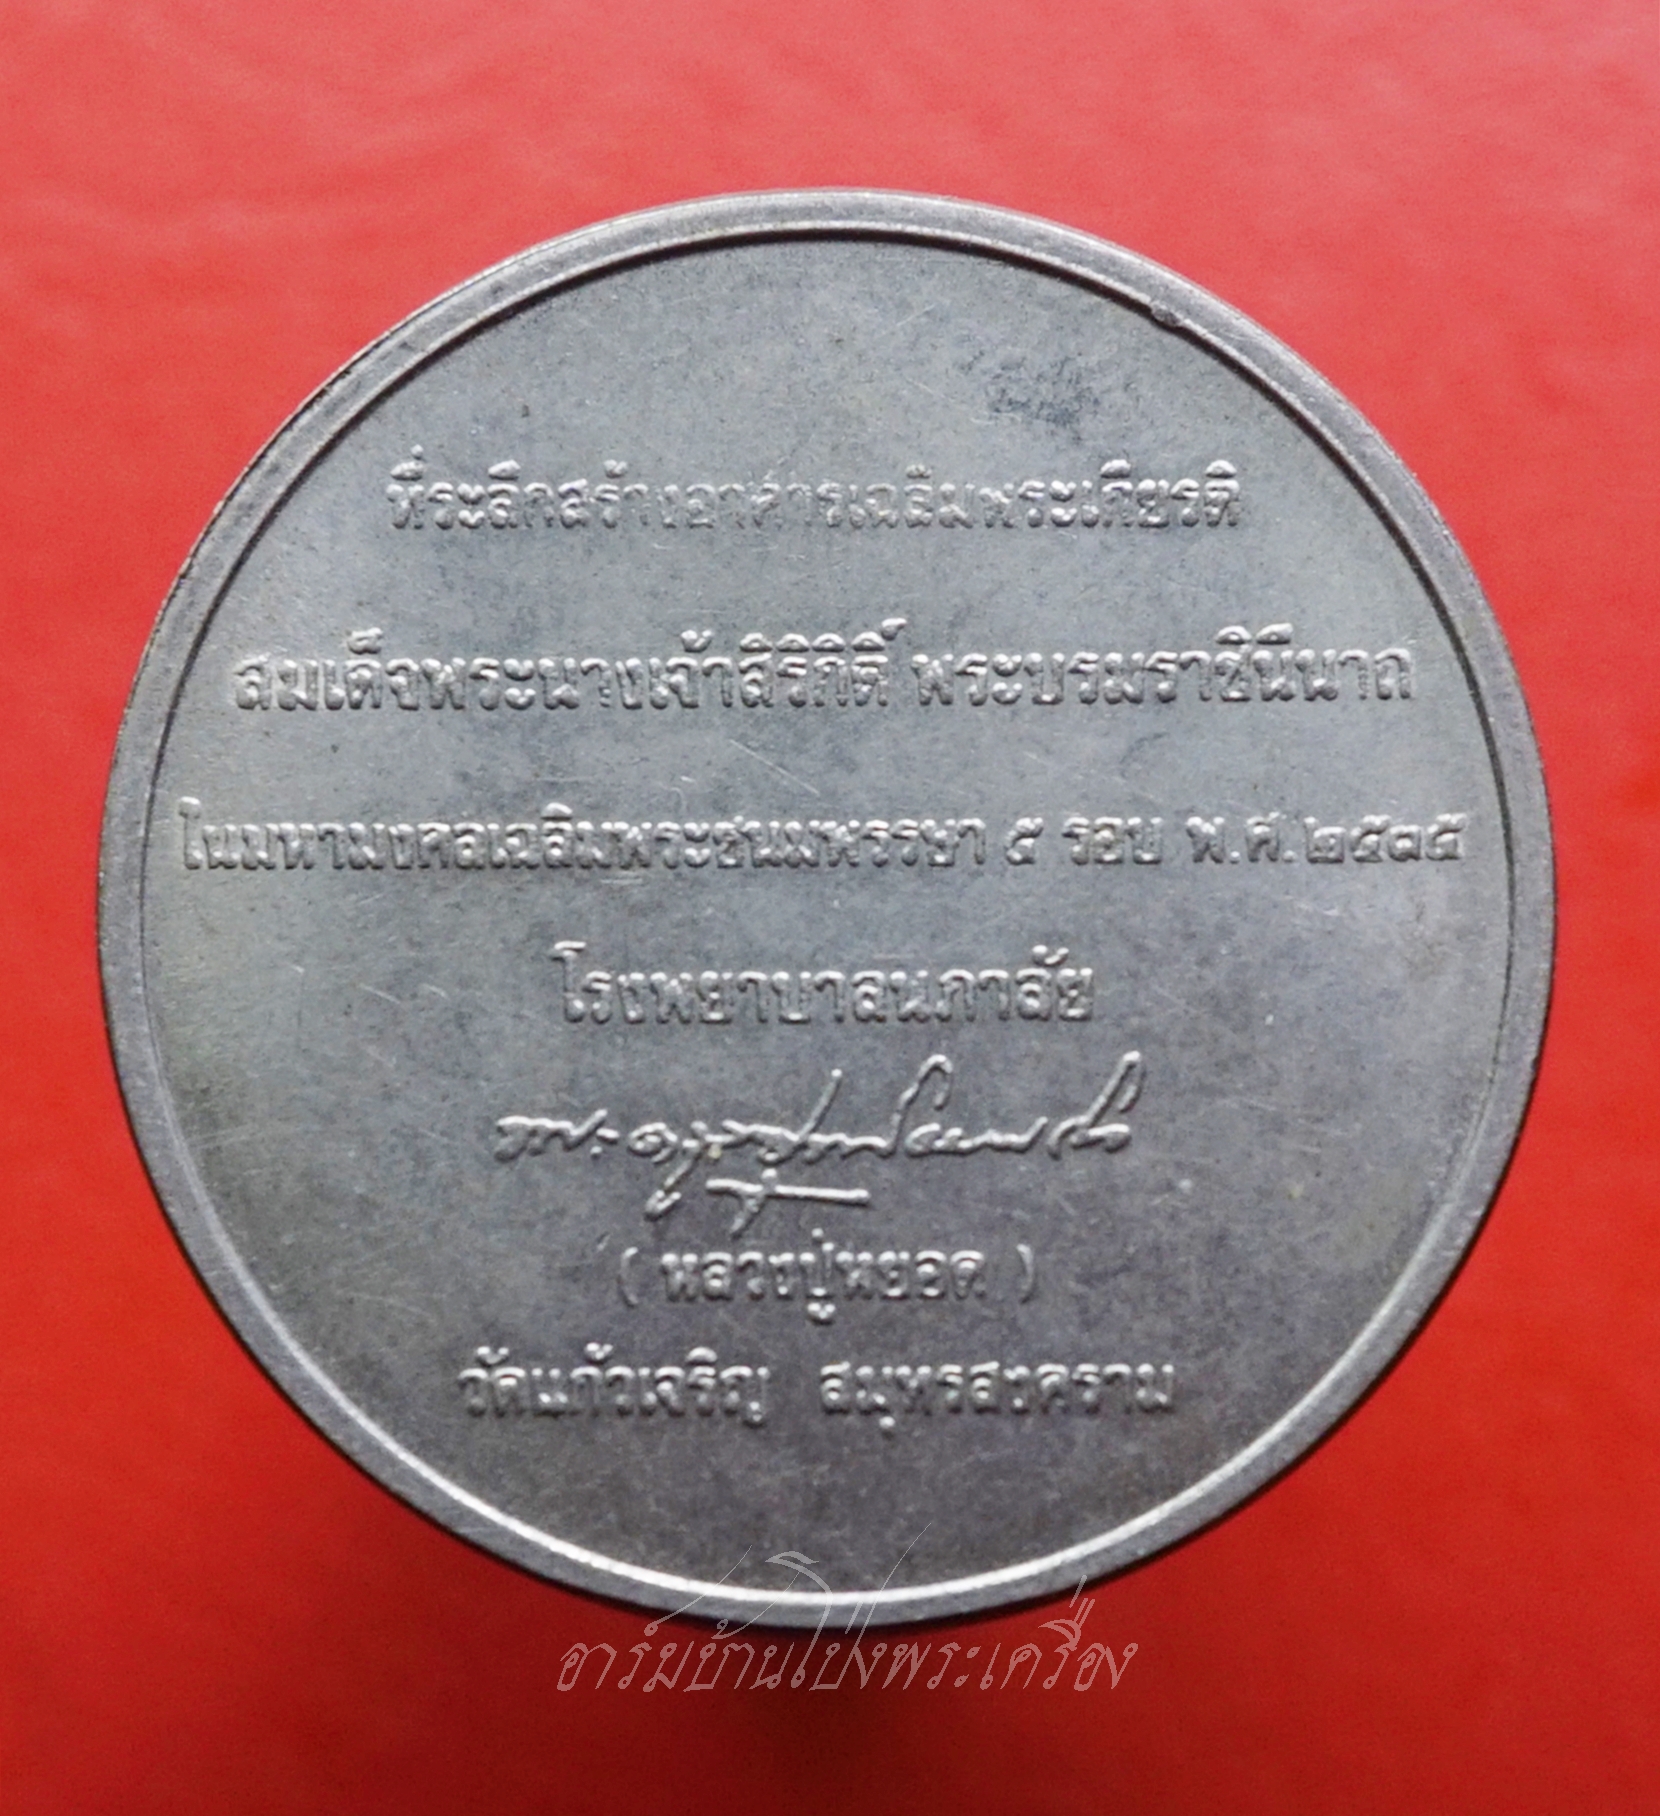 ที่ระลึกสร้างอาคารเฉลิมพระเกียรติ
สมเด็จพระนางเจ้าสิริกิติ์ พระบรมราชินีนาถ
ในมหามงคลเฉลิมพระชนมพรรษา ๕ รอบ พ.ศ.๒๕๓๕
โรงพยาบาลนภาลัย
( หลวงปู่หยอด )
วัดแก้วเจริญ สมุทรสงคราม
อาร์มบ้านโป่งพระเครื่อง